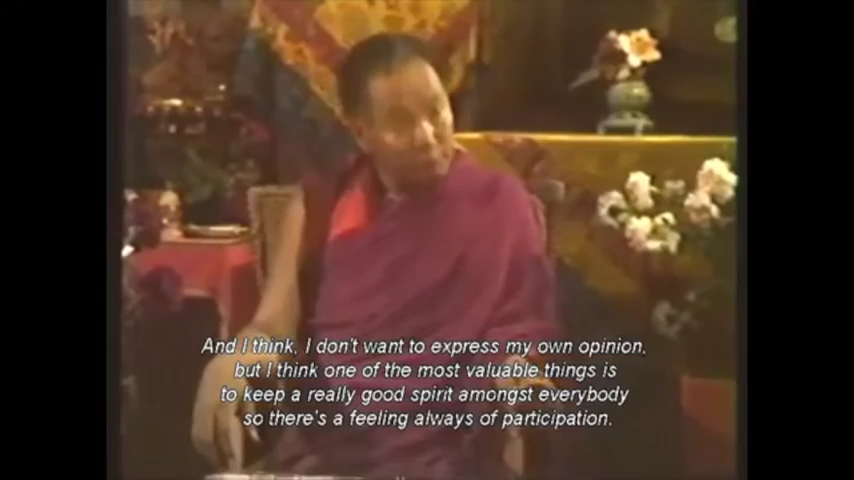 And I think, I don't want to express my own opinion,
but I think one of the most valuable things is
to keep a really good spirit amongst everybody
so there's a feeling always of participation.